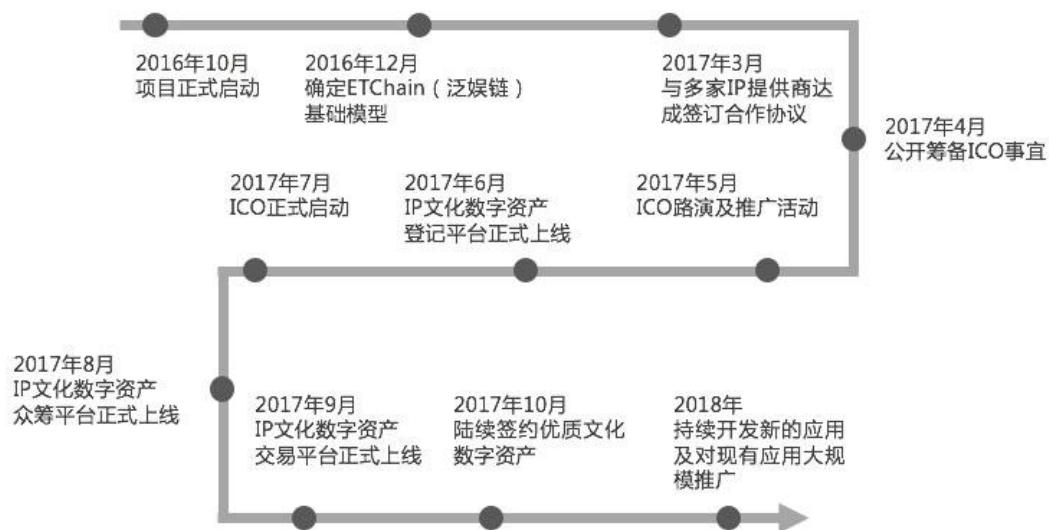 2016年10月
项目正式启动
2016年12月
确定ETChain（泛娱链）
基础模型
2017年3月
与多家IP提供商达
成签订合作协议
2017年4月
公开筹备ICO事宜
2017年5月
ICO路演及推广活动
2017年6月
IP文化数字资产
登记平台正式上线
2017年7月
ICO正式启动
2017年8月
IP文化数字资产
众筹平台正式上线
2017年9月
IP文化数字资产
交易平台正式上线
2017年10月
陆续签约优质文化
数字资产
2018年
持续开发新的应用
及对现有应用大规
模推广